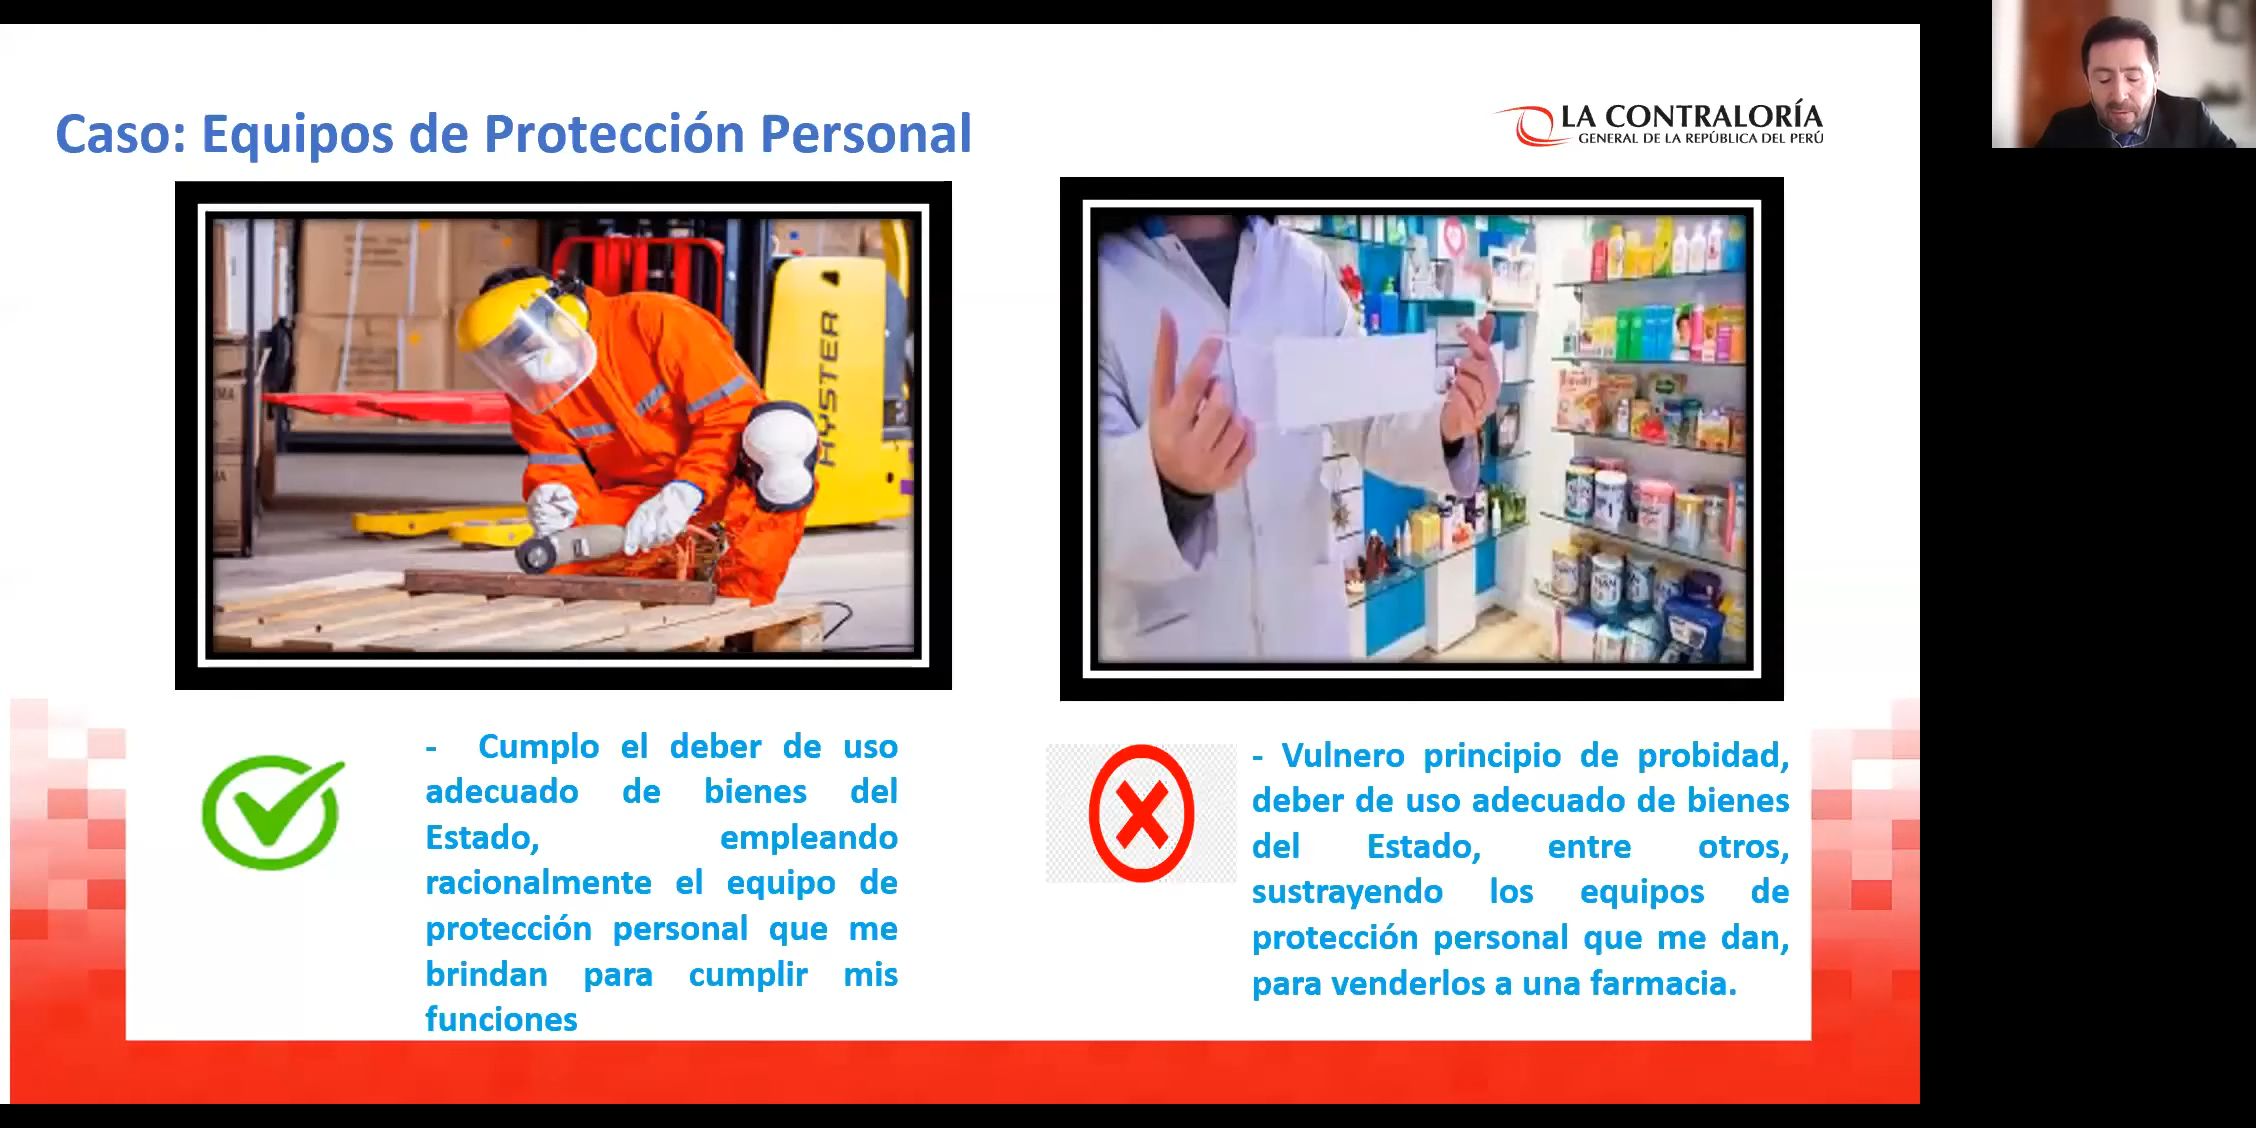 Caso: Equipos de Protección Personal
LA CONTRALORÍA
GENERAL DE LA REPÚBLICA DEL PERÚ
HYSTER
- Cumplo el deber de uso
adecuado de bienes del
Estado, empleando
racionalmente el equipo de
protección personal que me
brindan para cumplir mis
funciones
- Vulnero principio de probidad,
deber de uso adecuado de bienes
del Estado, entre otros,
sustrayendo los equipos de
protección personal que me dan,
para venderlos a una farmacia.